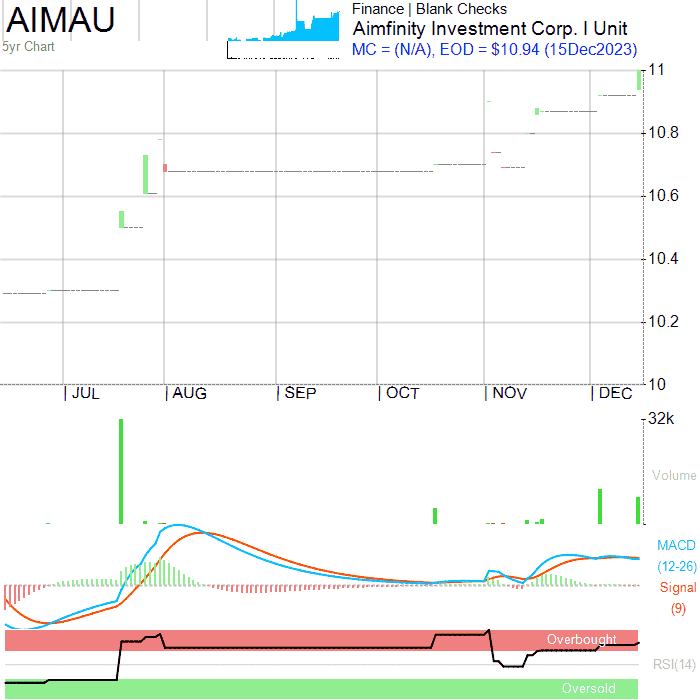 AIMAU
5yr Chart
Finance | Blank Checks
Aimfinity Investment Corp. I Unit
MC = (N/A), EOD = $10.94 (15Dec2023)
11
10.8
10.6
10.4
10.2
10
| JUL | AUG | SEP | OCT | NOV | DEC
32k
Volume
MACD
(12-26)
Signal
(9)
Overbought
RSI(14)
Oversold